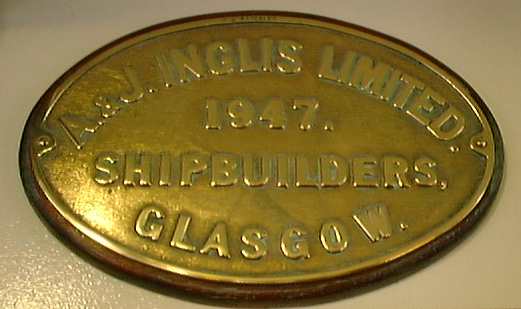 A. & J. INGLIS LIMITED.
1947.
SHIPBUILDERS,
GLASGOW.